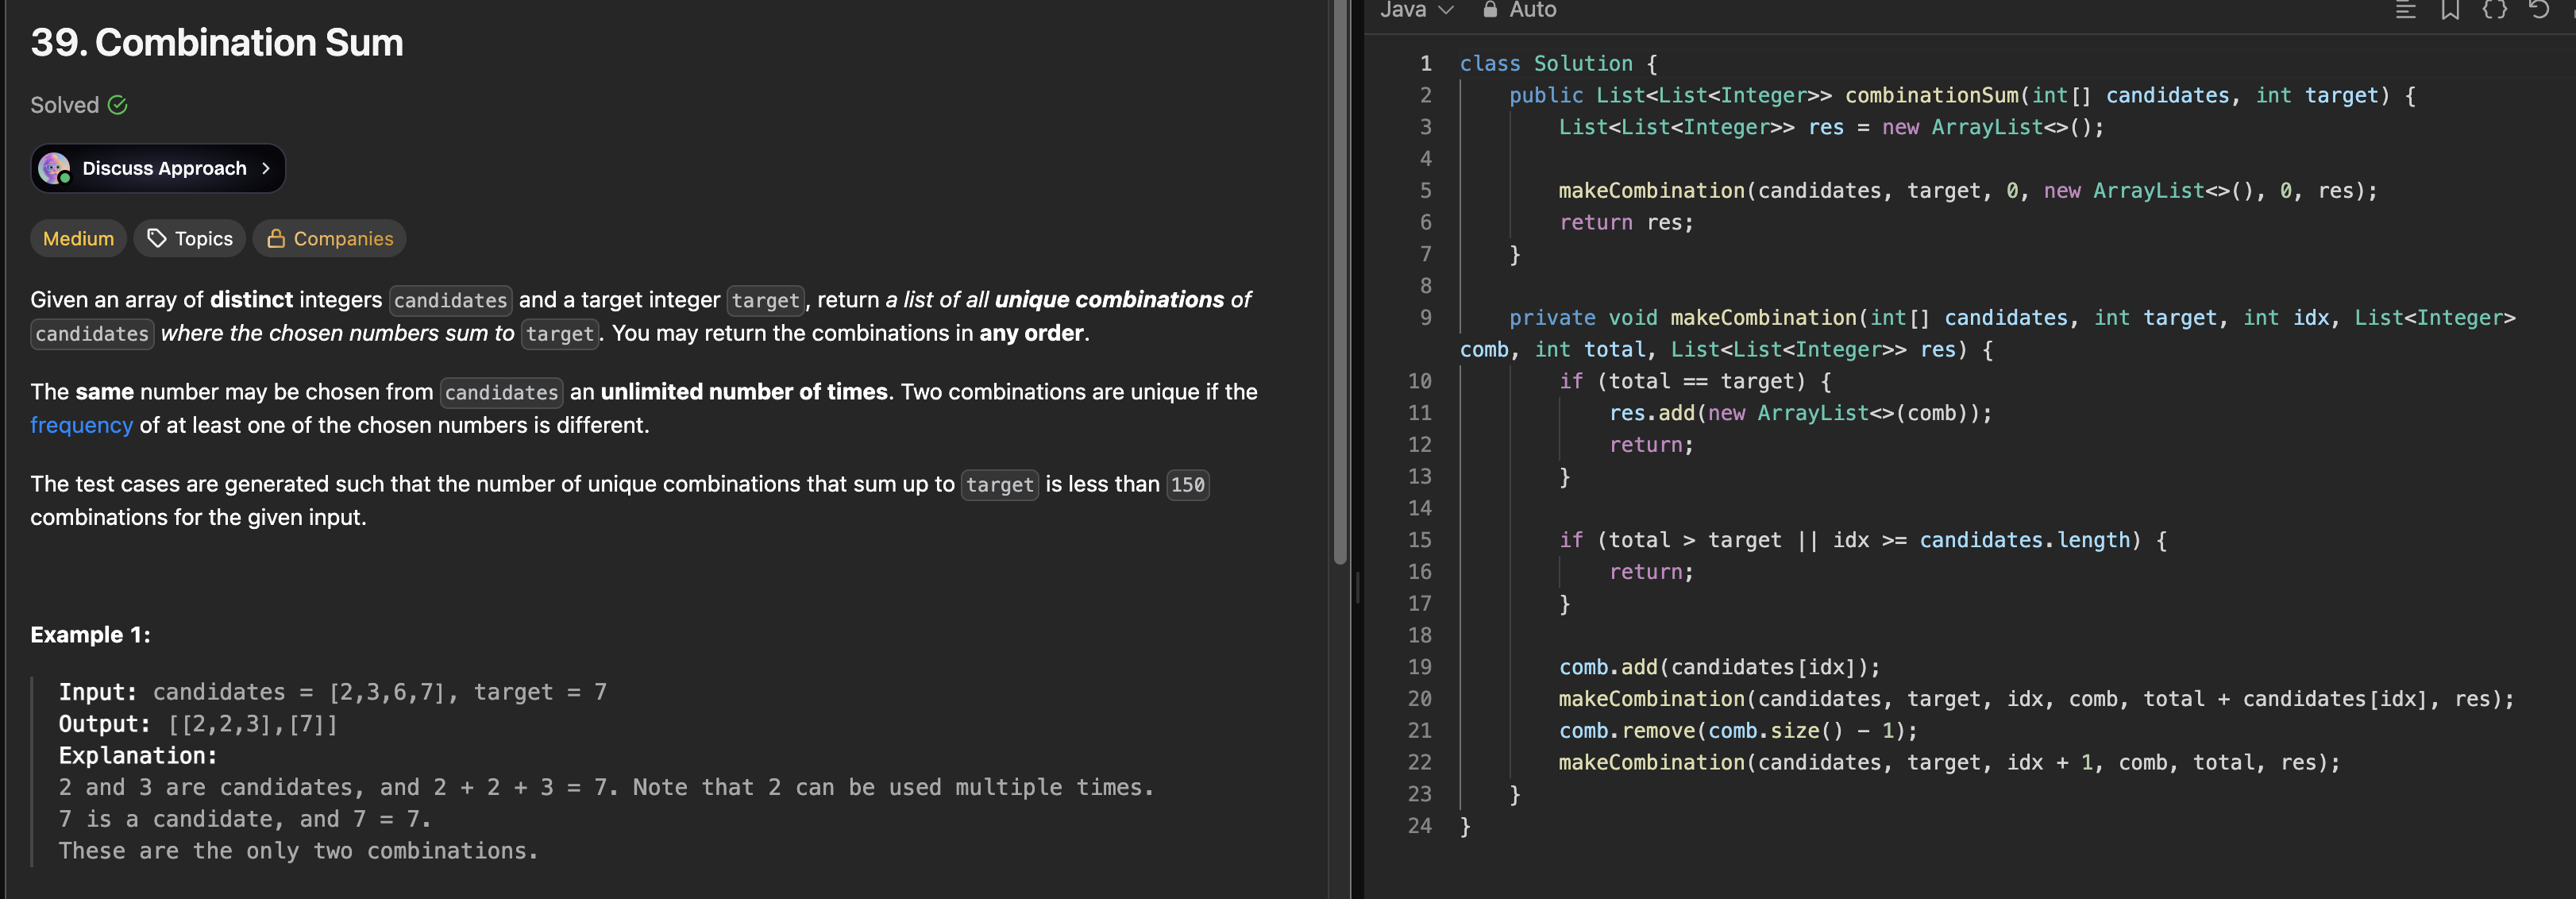 39. Combination Sum
Solved
Discuss Approach
Medium Topics Companies
Given an array of distinct integers candidates and a target integer target, return a list of all unique combinations of
candidates where the chosen numbers sum to target. You may return the combinations in any order.
The same number may be chosen from candidates an unlimited number of times. Two combinations are unique if the
frequency of at least one of the chosen numbers is different.
The test cases are generated such that the number of unique combinations that sum up to target is less than 150
combinations for the given input.
Example 1:
Input: candidates = [2,3,6,7], target = 7
Output: [[2,2,3],[7]]
Explanation:
2 and 3 are candidates, and 2 + 2 + 3 = 7. Note that 2 can be used multiple times.
7 is a candidate, and 7 = 7.
These are the only two combinations.
Java Auto
1 class Solution {
2 public List<List<Integer>> combinationSum(int[] candidates, int target) {
3 List<List<Integer>> res = new ArrayList<>();
4
5 makeCombination(candidates, target, 0, new ArrayList<>(), 0, res);
6 return res;
7 }
8
9 private void makeCombination(int[] candidates, int target, int idx, List<Integer>
comb, int total, List<List<Integer>> res) {
10 if (total == target) {
11 res.add(new ArrayList<>(comb));
12 return;
13 }
14
15 if (total > target || idx >= candidates.length) {
16 return;
17 }
18
19 comb.add(candidates[idx]);
20 makeCombination(candidates, target, idx, comb, total + candidates[idx], res);
21 comb.remove(comb.size() - 1);
22 makeCombination(candidates, target, idx + 1, comb, total, res);
23 }
24 }